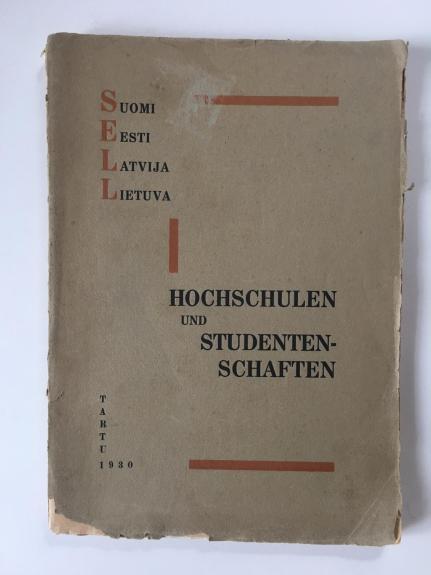 SUOMI
EESTI
LATVIJA
LIETUVA
HOCHSCHULEN
UND
STUDENTEN-
SCHAFTEN
TARTU
1930